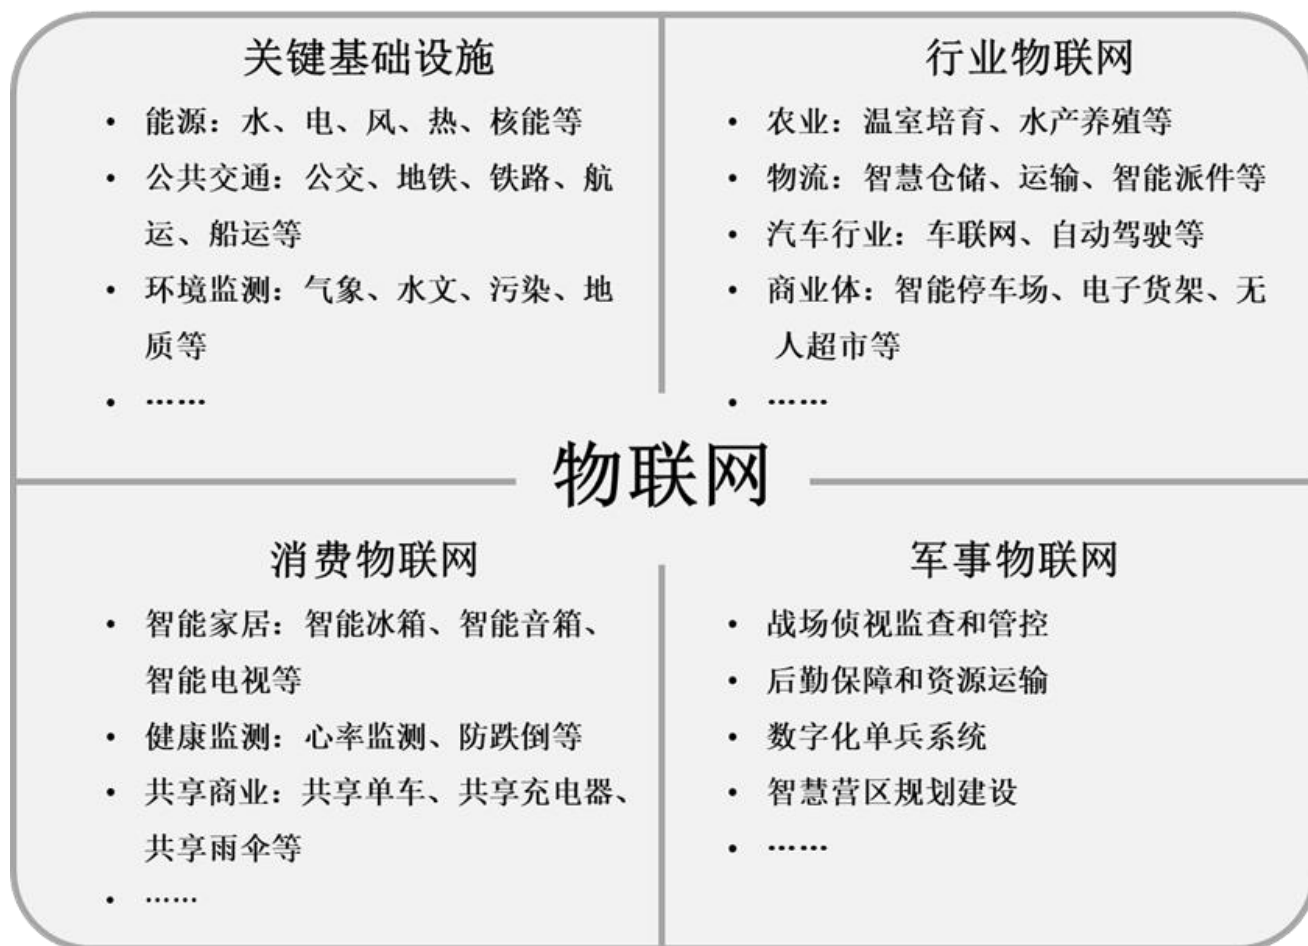 关键基础设施
• 能源：水、电、风、热、核能等
• 公共交通：公交、地铁、铁路、航
运、船运等
• 环境监测：气象、水文、污染、地
质等
• ……
行业物联网
• 农业：温室培育、水产养殖等
• 物流：智慧仓储、运输、智能派件等
• 汽车行业：车联网、自动驾驶等
• 商业体：智能停车场、电子货架、无
人超市等
• ……
物联网
消费物联网
• 智能家居：智能冰箱、智能音箱、
智能电视等
• 健康监测：心率监测、防跌倒等
• 共享商业：共享单车、共享充电器、
共享雨伞等
• ……
军事物联网
• 战场侦视监查和管控
• 后勤保障和资源运输
• 数字化单兵系统
• 智慧营区规划建设
• ……